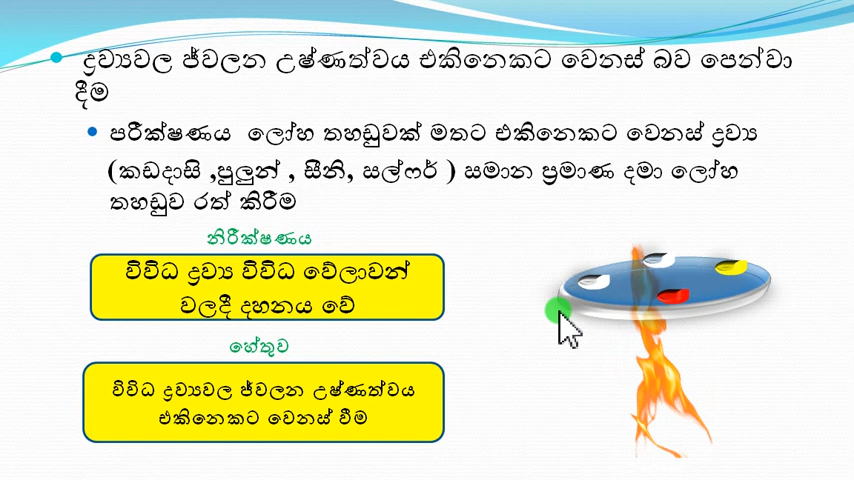 ද්‍රව්‍යවල ජ්වලන උෂ්ණත්වය එකිනෙකට වෙනස් බව පෙන්වා
දීම
පරීක්ෂණය ලෝහ තහඩුවක් මතට එකිනෙකට වෙනස් ද්‍රව්‍ය
(කඩදාසි ,පුලුන් , සීනි, සල්ෆර් ) සමාන ප්‍රමාණ දමා ලෝහ
තහඩුව රත් කිරීම
නිරීක්ෂණය
විවිධ ද්‍රව්‍ය විවිධ වේලාවන්
වලදී දහනය වේ
හේතුව
විවිධ ද්‍රව්‍යවල ජ්වලන උෂ්ණත්වය
එකිනෙකට වෙනස් වීම